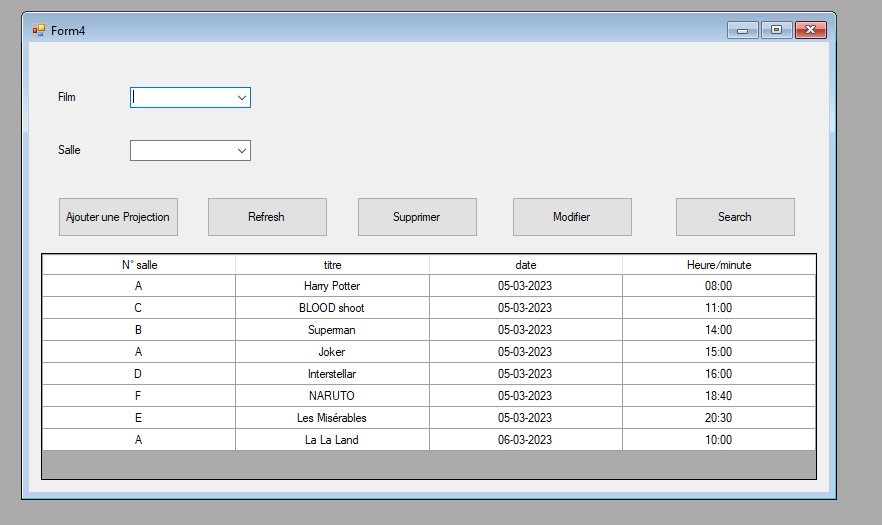 Form4
Film
Salle
Ajouter une Projection Refresh Supprimer Modifier Search
N° salle titre date Heure/minute
A Harry Potter 05-03-2023 08:00
C BLOOD shoot 05-03-2023 11:00
B Superman 05-03-2023 14:00
A Joker 05-03-2023 15:00
D Interstellar 05-03-2023 16:00
F NARUTO 05-03-2023 18:40
E Les Misérables 05-03-2023 20:30
A La La Land 06-03-2023 10:00